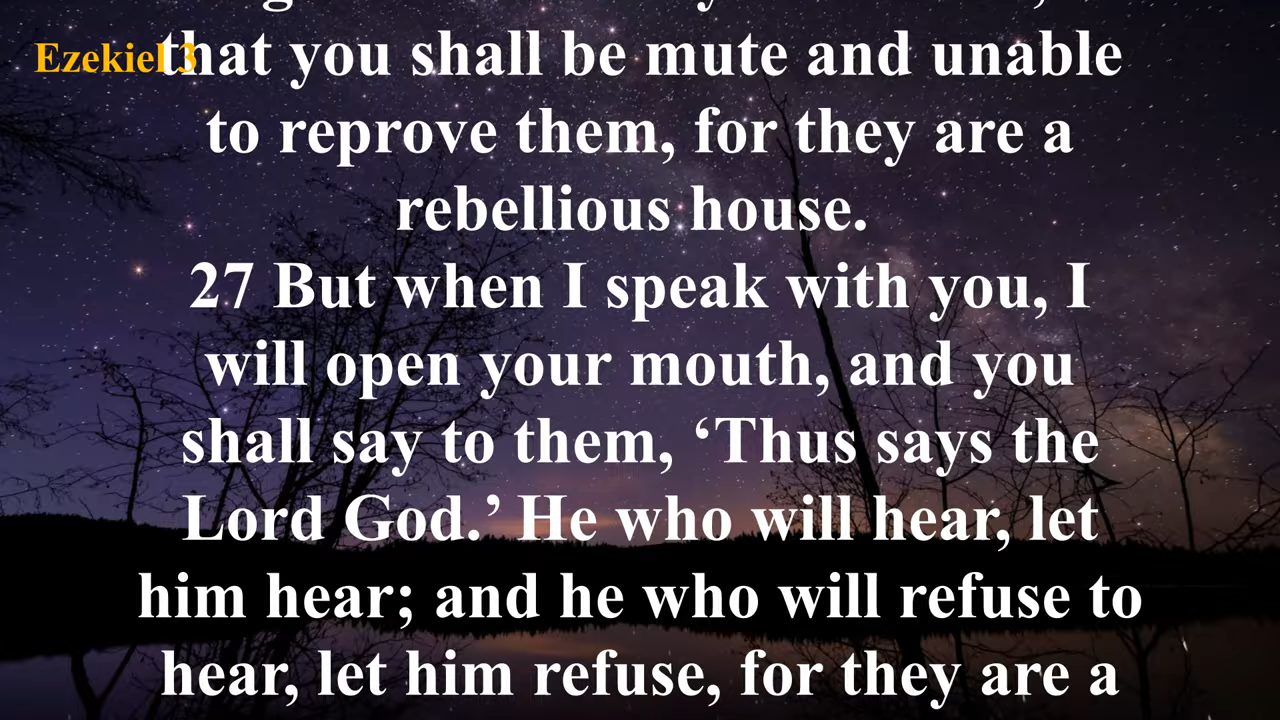 Ezekiel 3
that you shall be mute and unable
to reprove them, for they are a
rebellious house.
27 But when I speak with you, I
will open your mouth, and you
shall say to them, ‘Thus says the
Lord God.’ He who will hear, let
him hear; and he who will refuse to
hear, let him refuse, for they are a